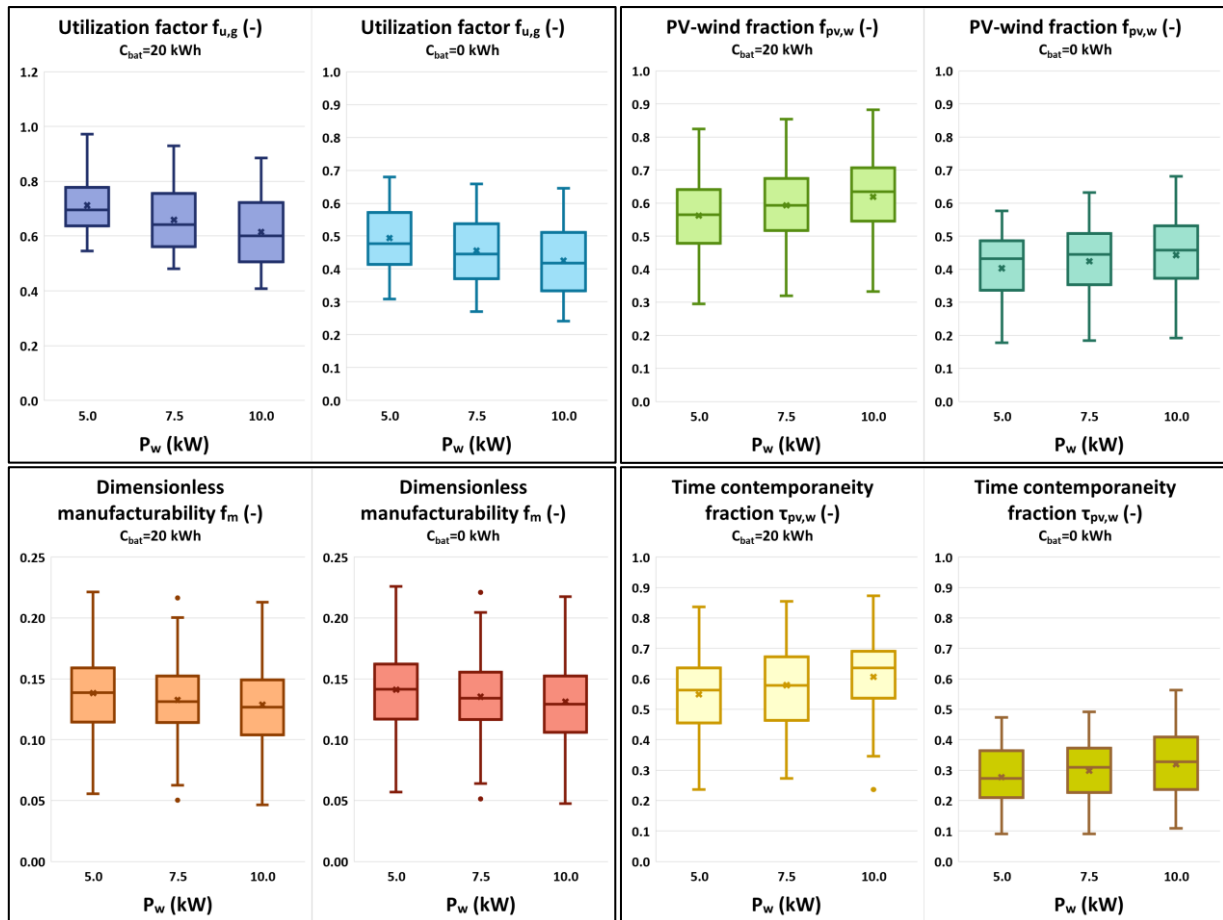 Utilization factor fu,g (-)
Cbat=20 kWh
1.2
1.0
0.8
0.6
0.4
0.2
0.0
5.0 7.5 10.0
Pw (kW)
Utilization factor fu,g (-)
Cbat=0 kWh
1.0
0.9
0.8
0.7
0.6
0.5
0.4
0.3
0.2
0.1
0.0
5.0 7.5 10.0
Pw (kW)
PV-wind fraction fpv,w (-)
Cbat=20 kWh
1.0
0.9
0.8
0.7
0.6
0.5
0.4
0.3
0.2
0.1
0.0
5.0 7.5 10.0
Pw (kW)
PV-wind fraction fpv,w (-)
Cbat=0 kWh
1.0
0.9
0.8
0.7
0.6
0.5
0.4
0.3
0.2
0.1
0.0
5.0 7.5 10.0
Pw (kW)
Dimensionless
manufacturability fm (-)
Cbat=20 kWh
0.25
0.20
0.15
0.10
0.05
0.00
5.0 7.5 10.0
Pw (kW)
Dimensionless
manufacturability fm (-)
Cbat=0 kWh
0.25
0.20
0.15
0.10
0.05
0.00
5.0 7.5 10.0
Pw (kW)
Time contemporaneity
fraction τpv,w (-)
Cbat=20 kWh
1.0
0.9
0.8
0.7
0.6
0.5
0.4
0.3
0.2
0.1
0.0
5.0 7.5 10.0
Pw (kW)
Time contemporaneity
fraction τpv,w (-)
Cbat=0 kWh
1.0
0.9
0.8
0.7
0.6
0.5
0.4
0.3
0.2
0.1
0.0
5.0 7.5 10.0
Pw (kW)